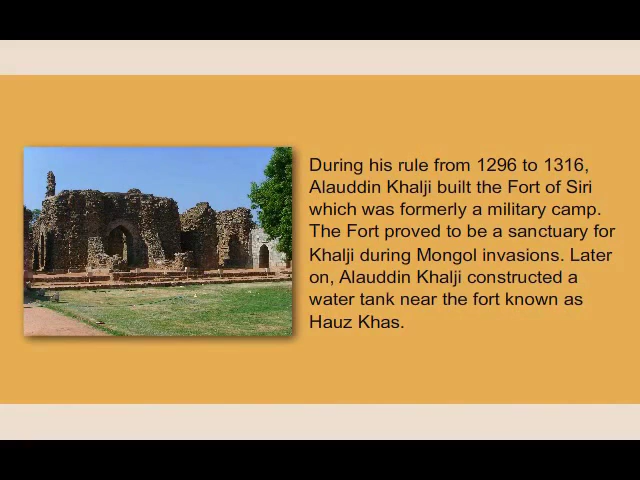 During his rule from 1296 to 1316,
Alauddin Khalji built the Fort of Siri
which was formerly a military camp.
The Fort proved to be a sanctuary for
Khalji during Mongol invasions. Later
on, Alauddin Khalji constructed a
water tank near the fort known as
Hauz Khas.